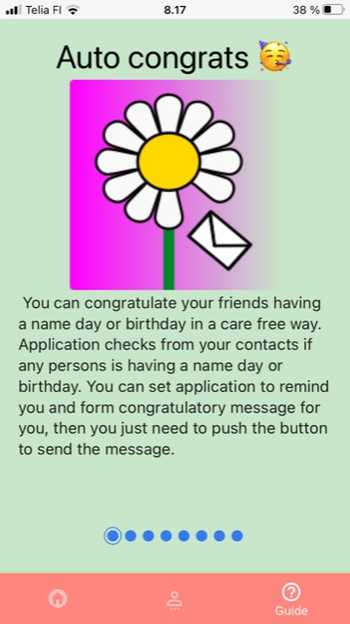 Telia FI 8.17 38 %
Auto congrats 🥳
You can congratulate your friends having
a name day or birthday in a care free way.
Application checks from your contacts if
any persons is having a name day or
birthday. You can set application to remind
you and form congratulatory message for
you, then you just need to push the button
to send the message.
Guide